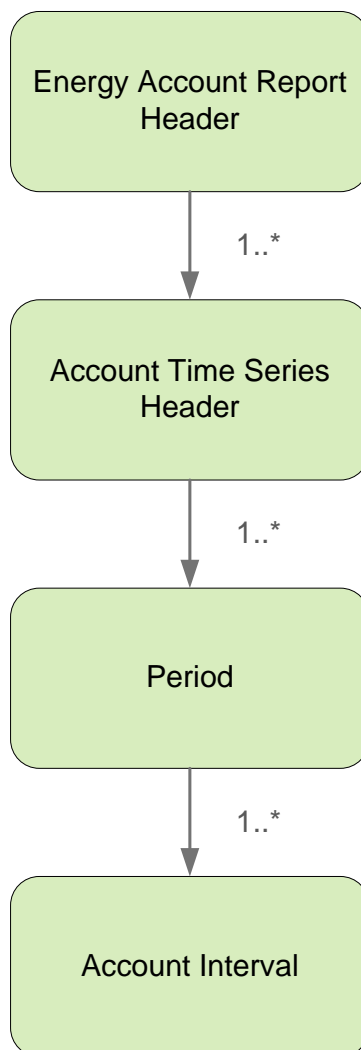 Energy Account Report
Header
1..*
Account Time Series
Header
1..*
Period
1..*
Account Interval